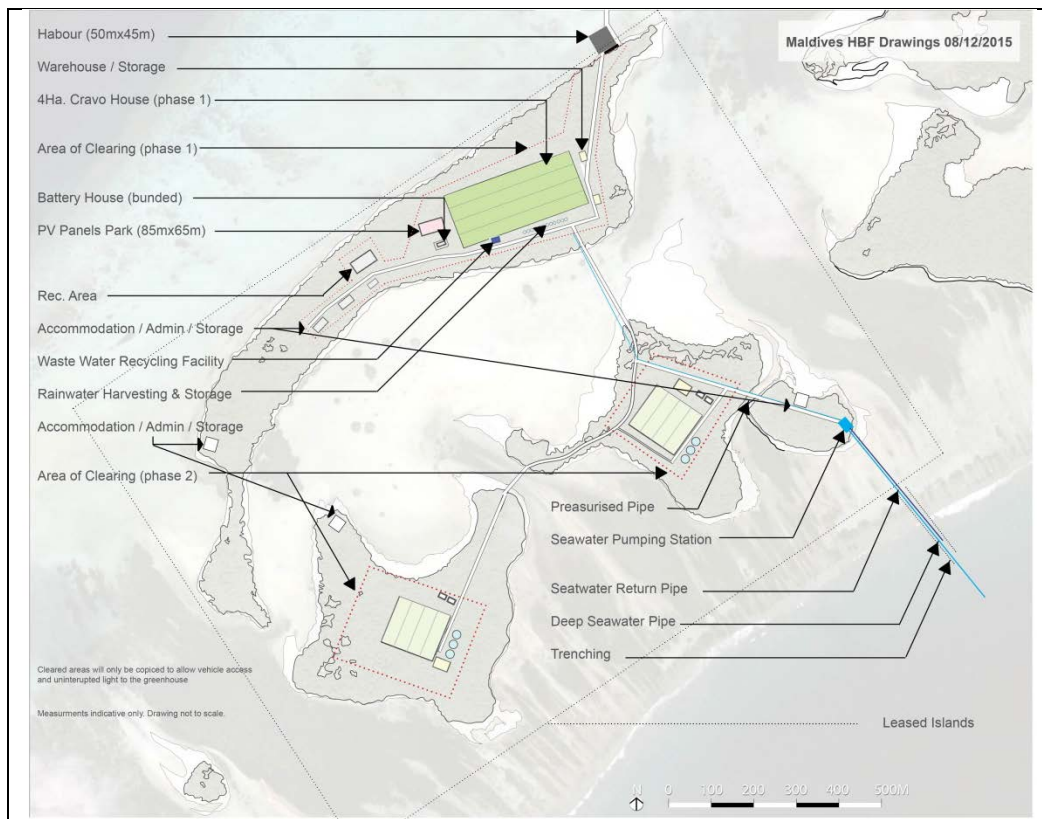 Maldives HBF Drawings 08/12/2015
Habour (50mx45m)
Warehouse / Storage
4Ha. Cravo House (phase 1)
Area of Clearing (phase 1)
Battery House (bunded)
PV Panels Park (85mx65m)
Rec. Area
Accommodation / Admin / Storage
Waste Water Recycling Facility
Rainwater Harvesting & Storage
Accommodation / Admin / Storage
Area of Clearing (phase 2)
Preasurised Pipe
Seawater Pumping Station
Seatwater Return Pipe
Deep Seawater Pipe
Trenching
Cleared areas will only be copiced to allow vehicle access
and uninterupted light to the greenhouse
Measurments indicative only. Drawing not to scale.
Leased Islands
N 0 100 200 300 400 500M